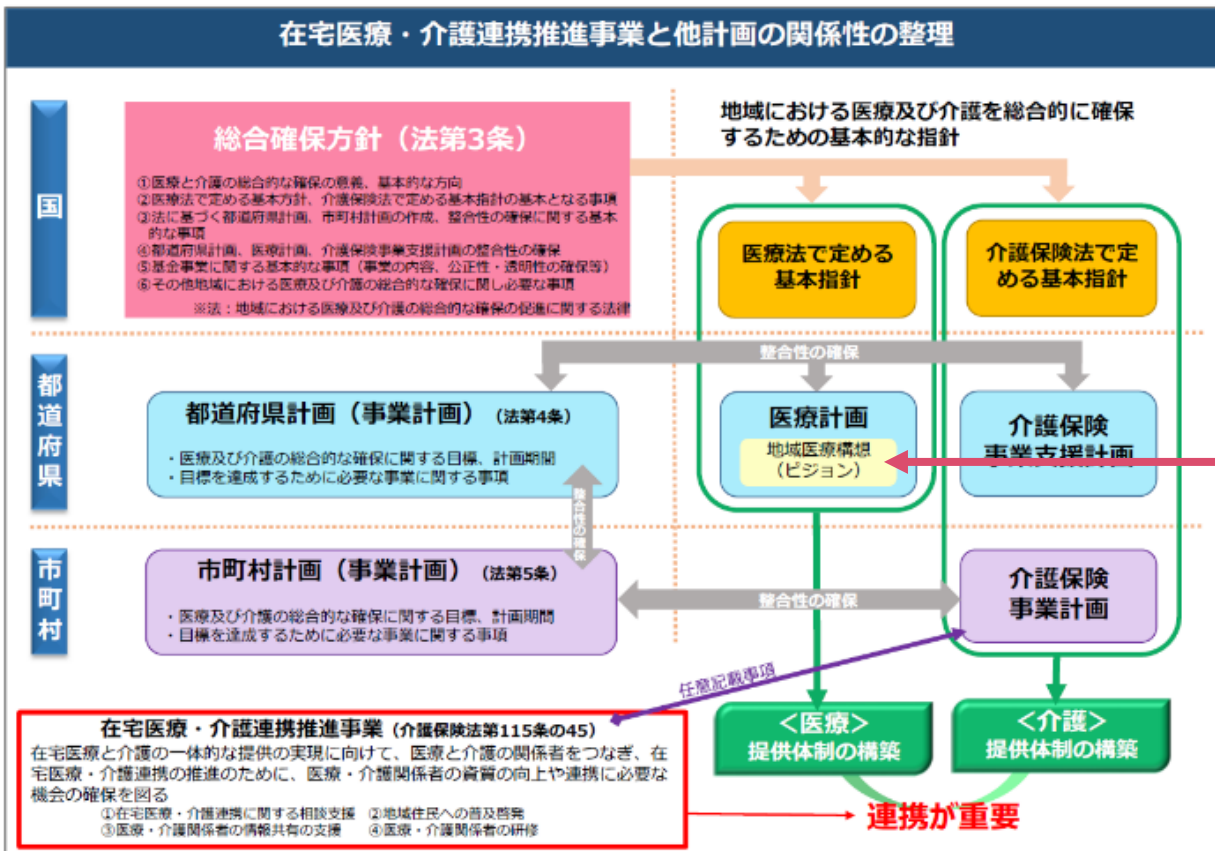 在宅医療・介護連携推進事業と他計画の関係性の整理
国
総合確保方針（法第3条）
①医療と介護の総合的な確保の意義、基本的な方向
②医療法で定める基本方針、介護保険法で定める基本指針の基本となる事項
③法に基づく都道府県計画、市町村計画の作成、整合性の確保に関する基本
的な事項
④都道府県計画、医療計画、介護保険事業支援計画の整合性の確保
⑤基金事業に関する基本的な事項（事業の内容、公正性・透明性の確保等）
⑥その他地域における医療及び介護の総合的な確保に関し必要な事項
※法：地域における医療及び介護の総合的な確保の促進に関する法律
地域における医療及び介護を総合的に確保
するための基本的な指針
医療法で定める
基本指針
介護保険法で定
める基本指針
都道府県
整合性の確保
都道府県計画（事業計画）（法第4条）
・医療及び介護の総合的な確保に関する目標、計画期間
・目標を達成するために必要な事業に関する事項
医療計画
地域医療構想
（ビジョン）
介護保険
事業支援計画
整合性の確保
市町村
市町村計画（事業計画）（法第5条）
・医療及び介護の総合的な確保に関する目標、計画期間
・目標を達成するために必要な事業に関する事項
整合性の確保
介護保険
事業計画
任意記載事項
在宅医療・介護連携推進事業（介護保険法第115条の45）
在宅医療と介護の一体的な提供の実現に向けて、医療と介護の関係者をつなぎ、在
宅医療・介護連携の推進のために、医療・介護関係者の資質の向上や連携に必要な
機会の確保を図る
①在宅医療・介護連携に関する相談支援 ②地域住民への普及啓発
③医療・介護関係者の情報共有の支援 ④医療・介護関係者の研修
＜医療＞
提供体制の構築
＜介護＞
提供体制の構築
連携が重要